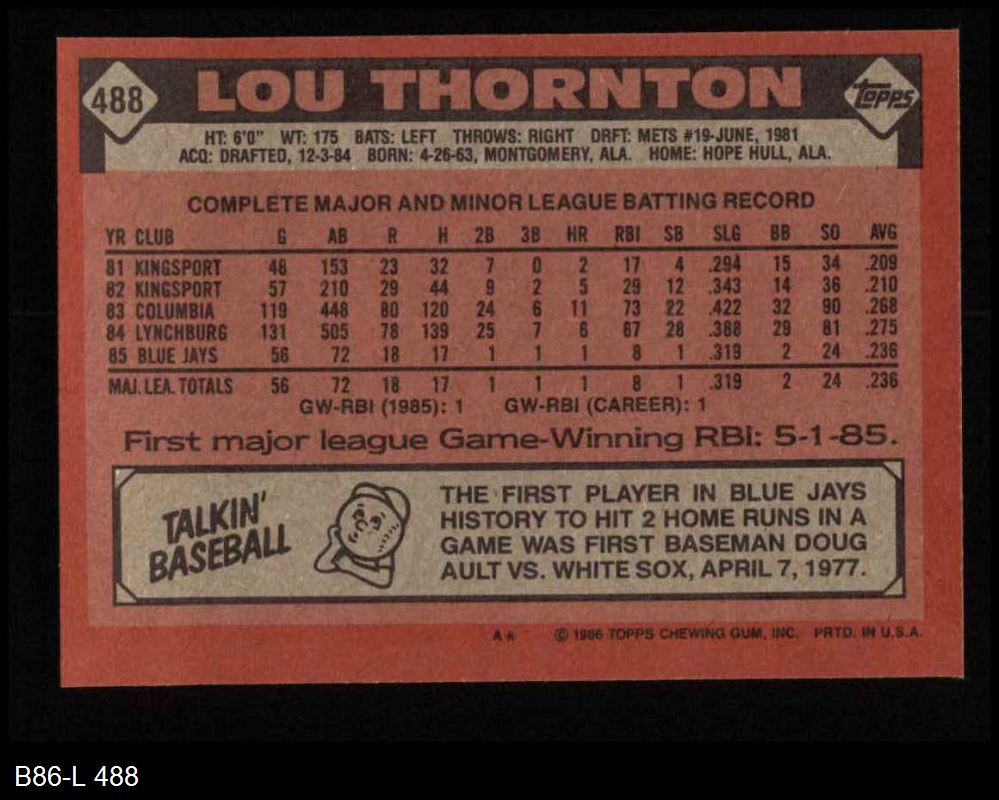 488
LOU THORNTON
topps
HT: 6'0" WT: 175 BATS: LEFT THROWS: RIGHT DRFT: METS #19-JUNE, 1981
ACQ: DRAFTED, 12-3-84 BORN: 4-26-63, MONTGOMERY, ALA. HOME: HOPE HULL, ALA.
COMPLETE MAJOR AND MINOR LEAGUE BATTING RECORD
YR CLUB G AB R H 2B 3B HR RBI SB SLG BB SO AVG
81 KINGSPORT 48 153 23 32 7 0 2 17 4 .294 15 34 .209
82 KINGSPORT 57 210 29 44 9 2 5 29 12 .343 14 36 .210
83 COLUMBIA 119 448 80 120 24 6 11 73 22 .422 32 90 .268
84 LYNCHBURG 131 505 78 139 25 7 6 67 28 .388 29 81 .275
85 BLUE JAYS 56 72 18 17 1 1 1 8 1 .319 2 24 .236
MAJ. LEA. TOTALS 56 72 18 17 1 1 1 8 1 .319 2 24 .236
GW-RBI (1985): 1 GW-RBI (CAREER): 1
First major league Game-Winning RBI: 5-1-85.
TALKIN'
BASEBALL
THE FIRST PLAYER IN BLUE JAYS
HISTORY TO HIT 2 HOME RUNS IN A
GAME WAS FIRST BASEMAN DOUG
AULT VS. WHITE SOX, APRIL 7, 1977.
A* © 1986 TOPPS CHEWING GUM, INC. PRTD. IN U.S.A.
B86-L 488